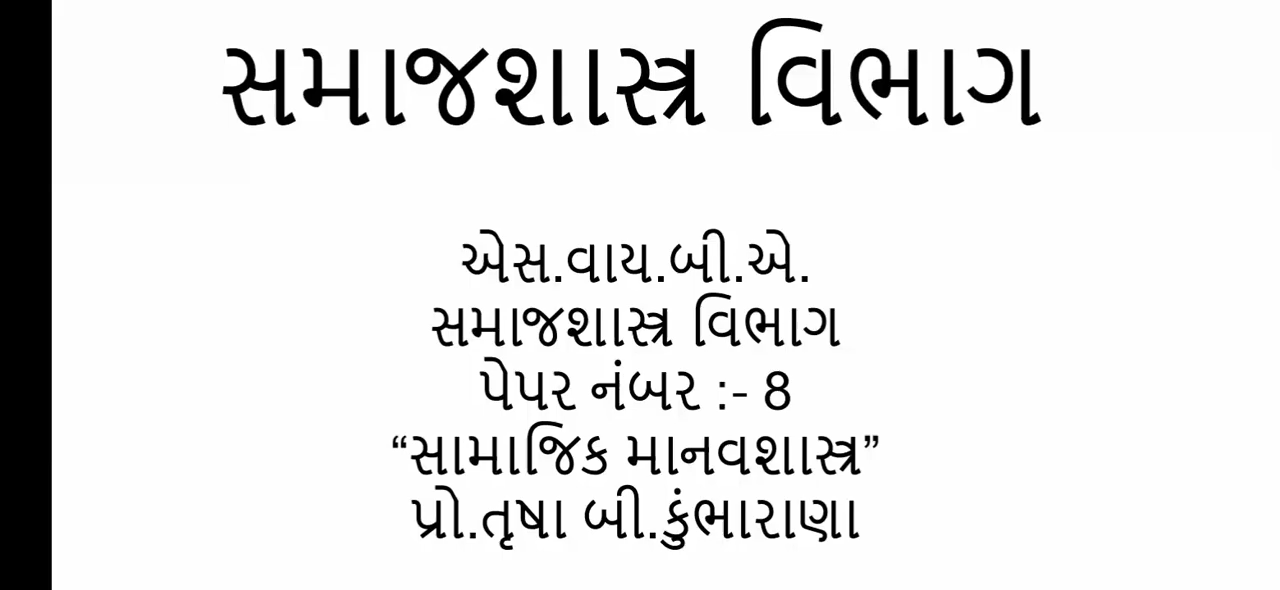 સમાજશાસ્ત્ર વિભાગ
એસ.વાય.બી.એ.
સમાજશાસ્ત્ર વિભાગ
પેપર નંબર :- 8
“સામાજિક માનવશાસ્ત્ર”
પ્રો.તૃષા બી.કુંભારાણા